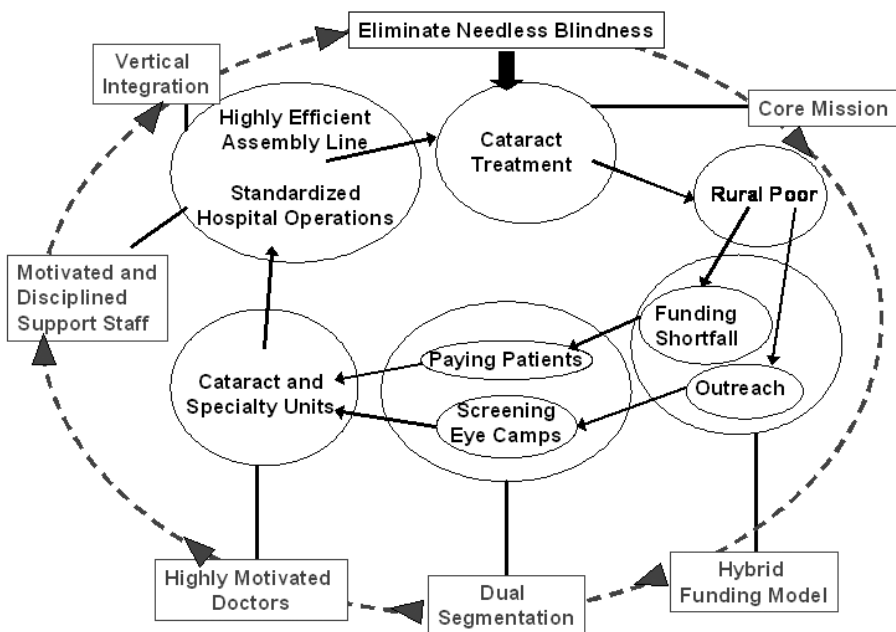 Eliminate Needless Blindness
Vertical
Integration
Highly Efficient
Assembly Line
Standardized
Hospital Operations
Cataract
Treatment
Core Mission
Rural Poor
Motivated and
Disciplined
Support Staff
Funding
Shortfall
Outreach
Paying Patients
Screening
Eye Camps
Cataract and
Specialty Units
Highly Motivated
Doctors
Dual
Segmentation
Hybrid
Funding Model